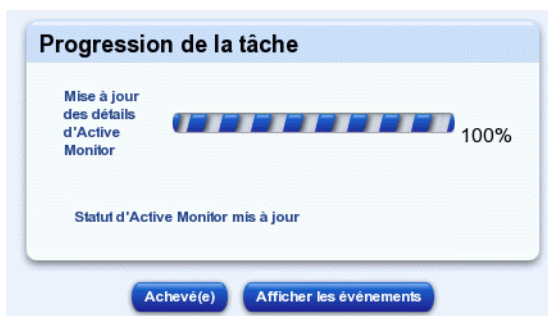 Progression de la tâche
Mise à jour
des détails
d'Active
Monitor
100%
Statut d'Active Monitor mis à jour
Achevé(e)
Afficher les événements